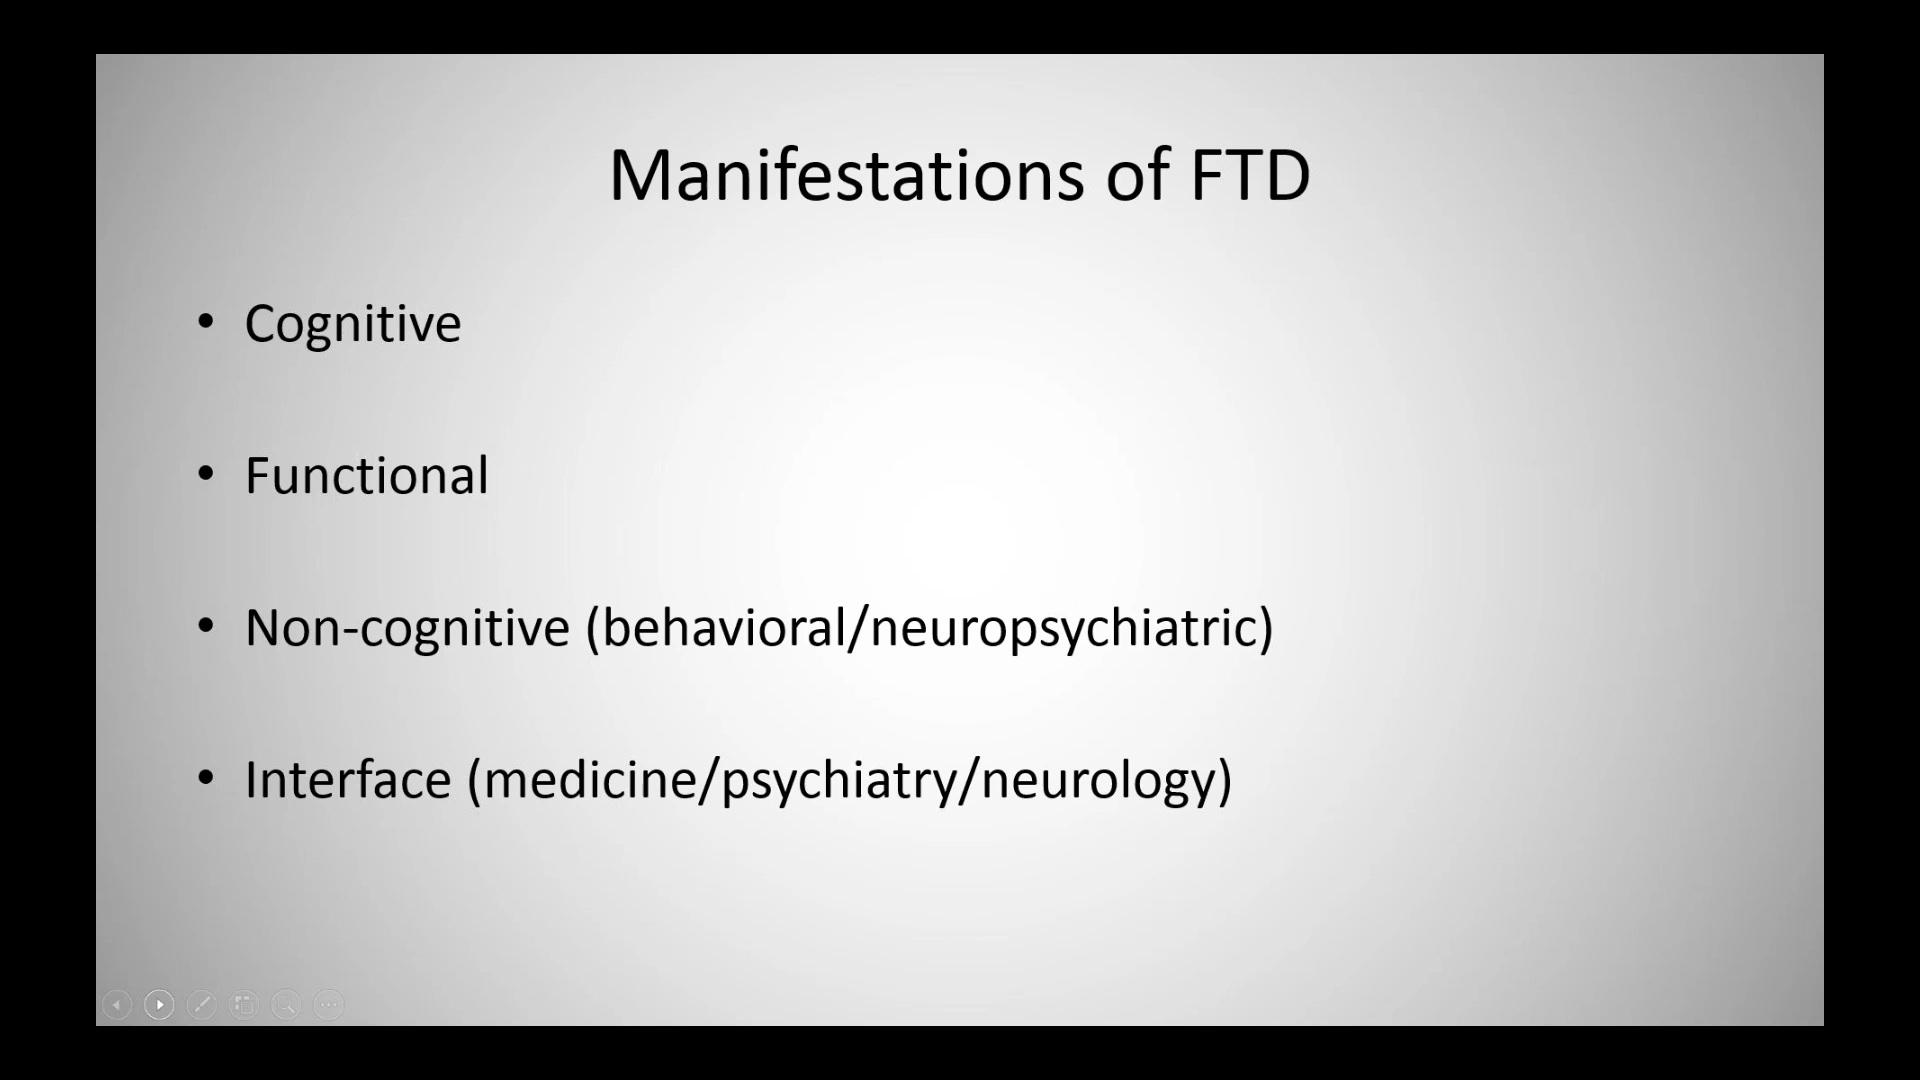 Manifestations of FTD
• Cognitive
• Functional
• Non-cognitive (behavioral/neuropsychiatric)
• Interface (medicine/psychiatry/neurology)